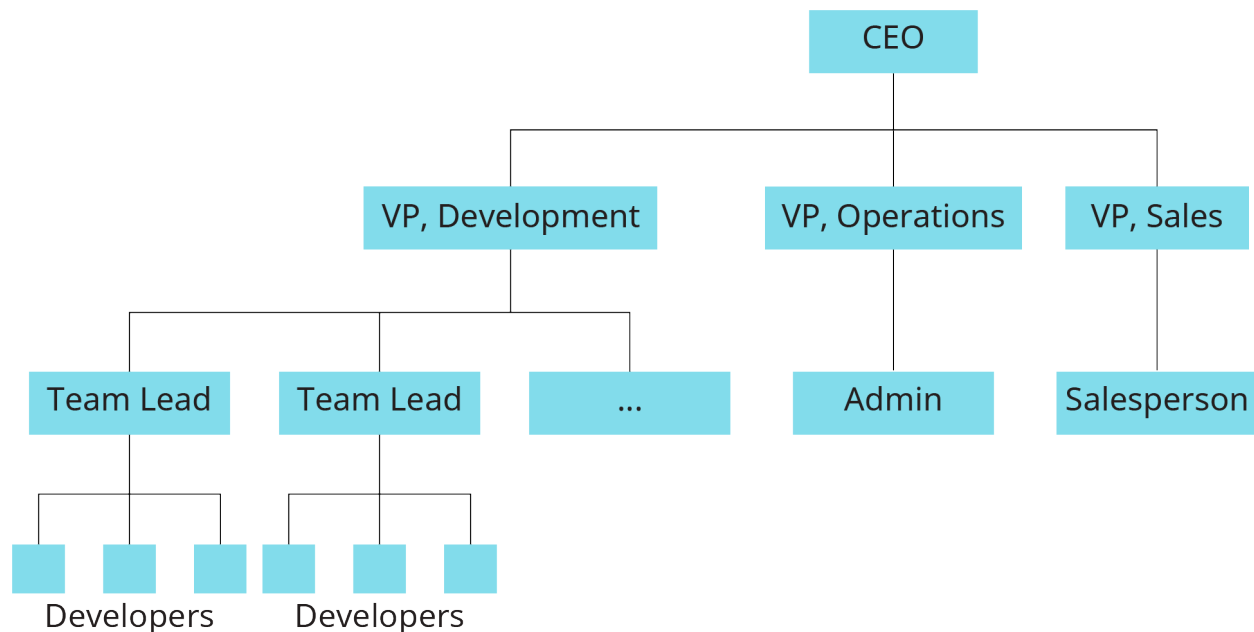 CEO
VP, Development
VP, Operations
VP, Sales
Team Lead
Team Lead
...
Admin
Salesperson
Developers
Developers